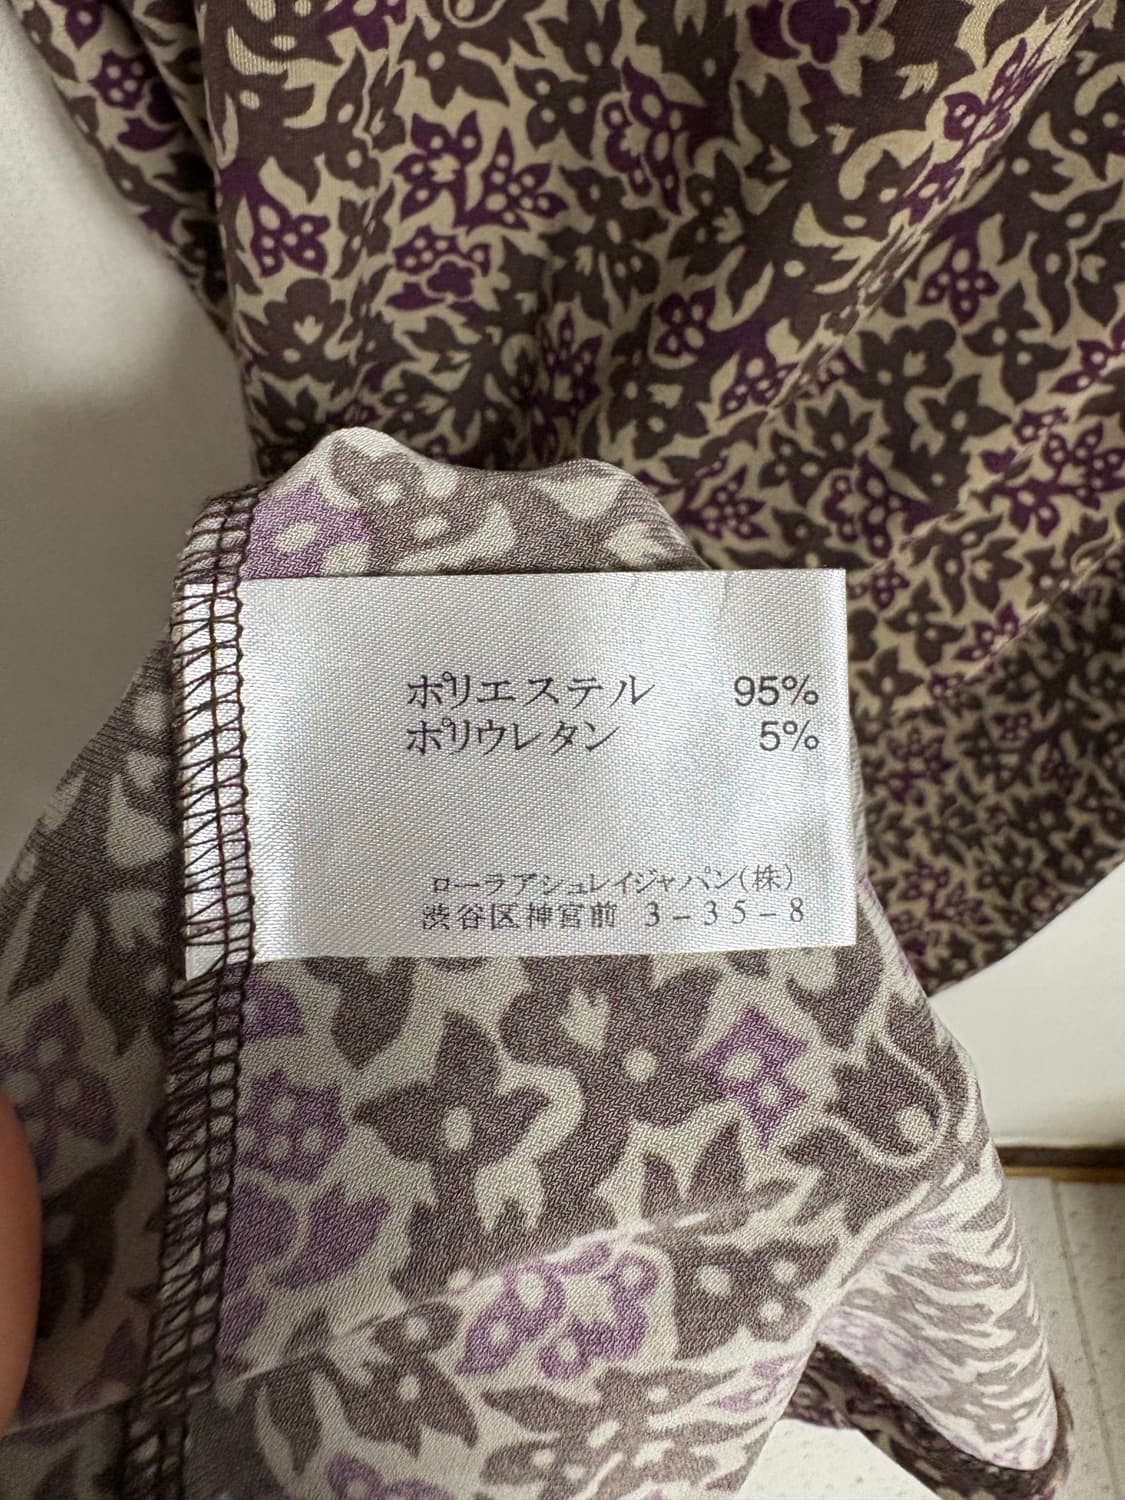 ポリエステル 95%
ポリウレタン 5%
ローラアシュレイジャパン(株)
渋谷区神宮前 3-35-8